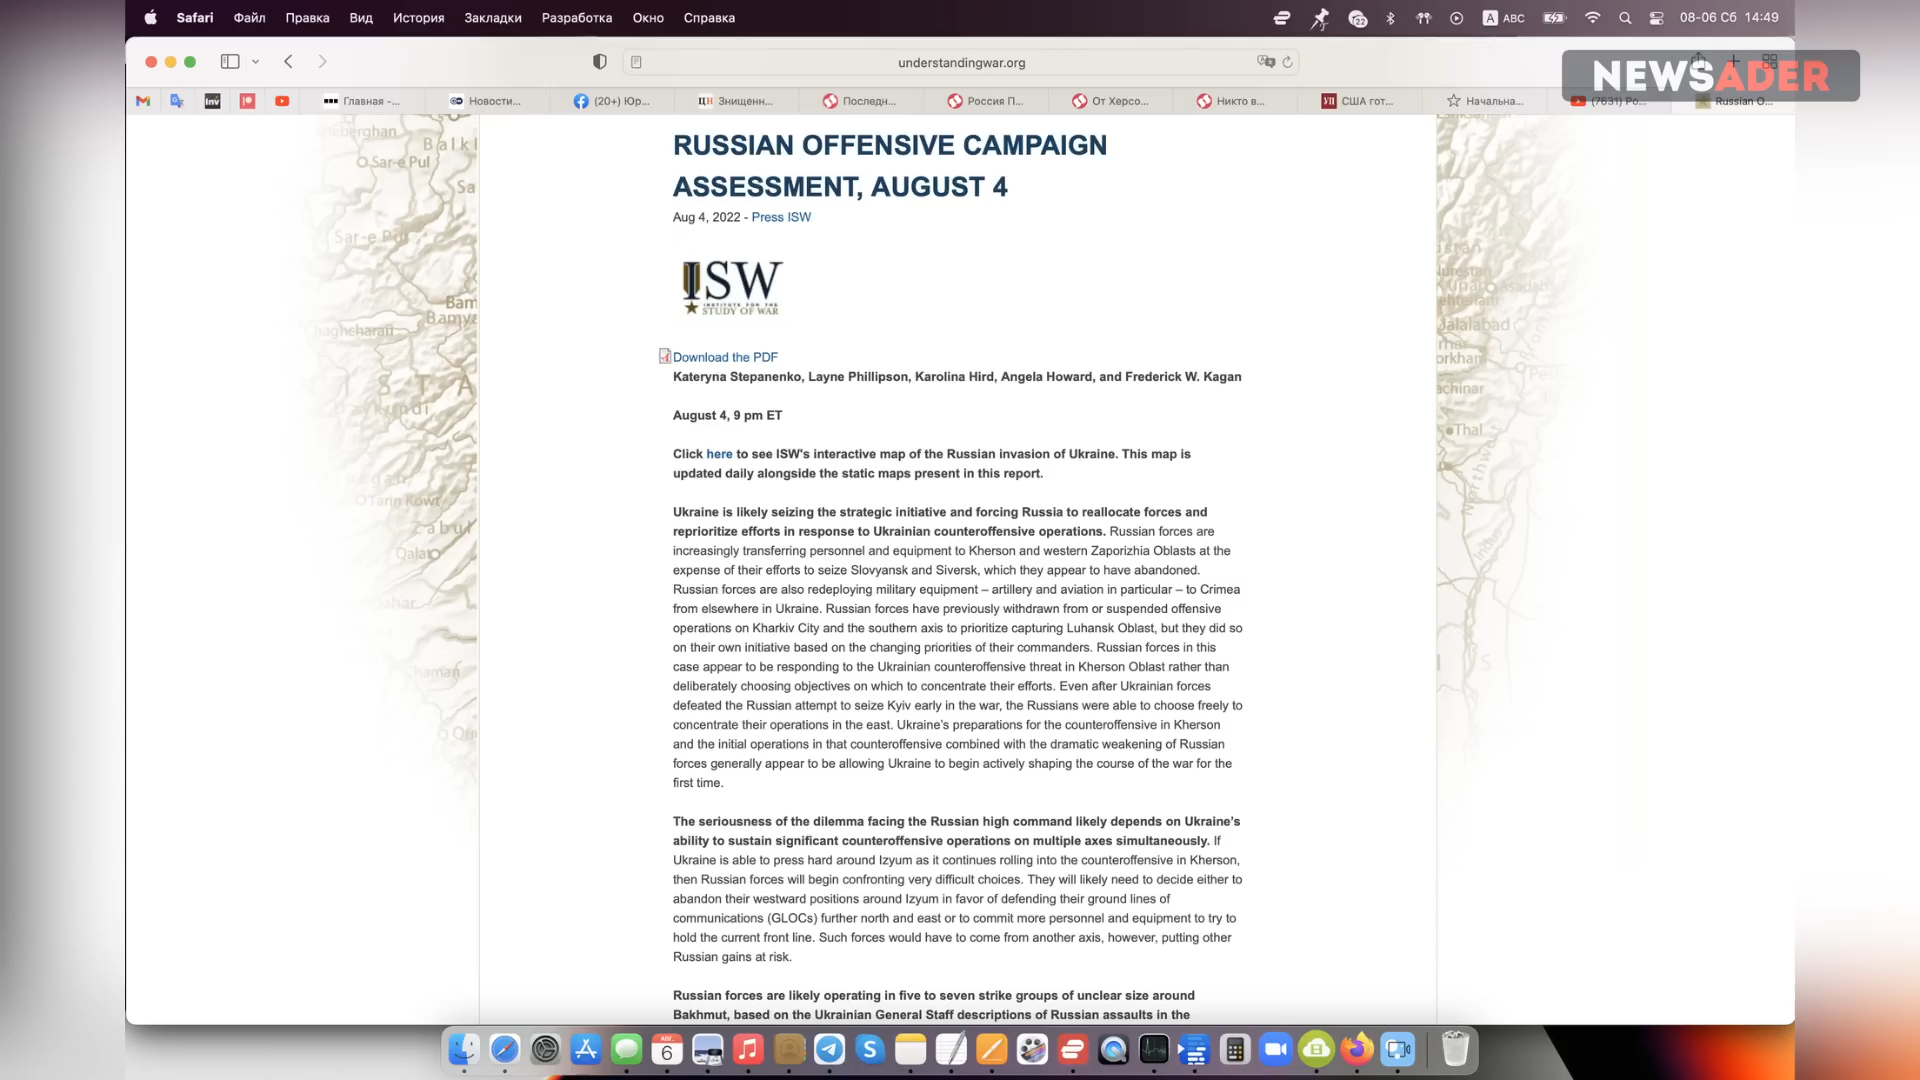 Safari Файл Правка Вид История Закладки Разработка Окно Справка
22 A ABC 08-06 Сб 14:49
understandingwar.org
NEWSADER
Inv Главная -... Новости... (20+) Юр... ЦН Знищенн... Последн... Россия П... От Херсо... Никто в... УП США гот... Начальна... (7631) Po... Russian O...
RUSSIAN OFFENSIVE CAMPAIGN
ASSESSMENT, AUGUST 4
Aug 4, 2022 - Press ISW
ISW
INSTITUTE FOR THE
STUDY OF WAR
Download the PDF
Kateryna Stepanenko, Layne Phillipson, Karolina Hird, Angela Howard, and Frederick W. Kagan
August 4, 9 pm ET
Click here to see ISW's interactive map of the Russian invasion of Ukraine. This map is
updated daily alongside the static maps present in this report.
Ukraine is likely seizing the strategic initiative and forcing Russia to reallocate forces and
reprioritize efforts in response to Ukrainian counteroffensive operations. Russian forces are
increasingly transferring personnel and equipment to Kherson and western Zaporizhia Oblasts at the
expense of their efforts to seize Slovyansk and Siversk, which they appear to have abandoned.
Russian forces are also redeploying military equipment – artillery and aviation in particular – to Crimea
from elsewhere in Ukraine. Russian forces have previously withdrawn from or suspended offensive
operations on Kharkiv City and the southern axis to prioritize capturing Luhansk Oblast, but they did so
on their own initiative based on the changing priorities of their commanders. Russian forces in this
case appear to be responding to the Ukrainian counteroffensive threat in Kherson Oblast rather than
deliberately choosing objectives on which to concentrate their efforts. Even after Ukrainian forces
defeated the Russian attempt to seize Kyiv early in the war, the Russians were able to choose freely to
concentrate their operations in the east. Ukraine's preparations for the counteroffensive in Kherson
and the initial operations in that counteroffensive combined with the dramatic weakening of Russian
forces generally appear to be allowing Ukraine to begin actively shaping the course of the war for the
first time.
The seriousness of the dilemma facing the Russian high command likely depends on Ukraine's
ability to sustain significant counteroffensive operations on multiple axes simultaneously. If
Ukraine is able to press hard around Izyum as it continues rolling into the counteroffensive in Kherson,
then Russian forces will begin confronting very difficult choices. They will likely need to decide either to
abandon their westward positions around Izyum in favor of defending their ground lines of
communications (GLOCs) further north and east or to commit more personnel and equipment to try to
hold the current front line. Such forces would have to come from another axis, however, putting other
Russian gains at risk.
Russian forces are likely operating in five to seven strike groups of unclear size around
Bakhmut, based on the Ukrainian General Staff descriptions of Russian assaults in the
Balkl
Sar-e Pul
Chaghcharan
Tarin Kowt
Zabul
Qalat
Chaman
Asadab
Jalalabad
Thal
Northwest
Indus
АВГ.
6